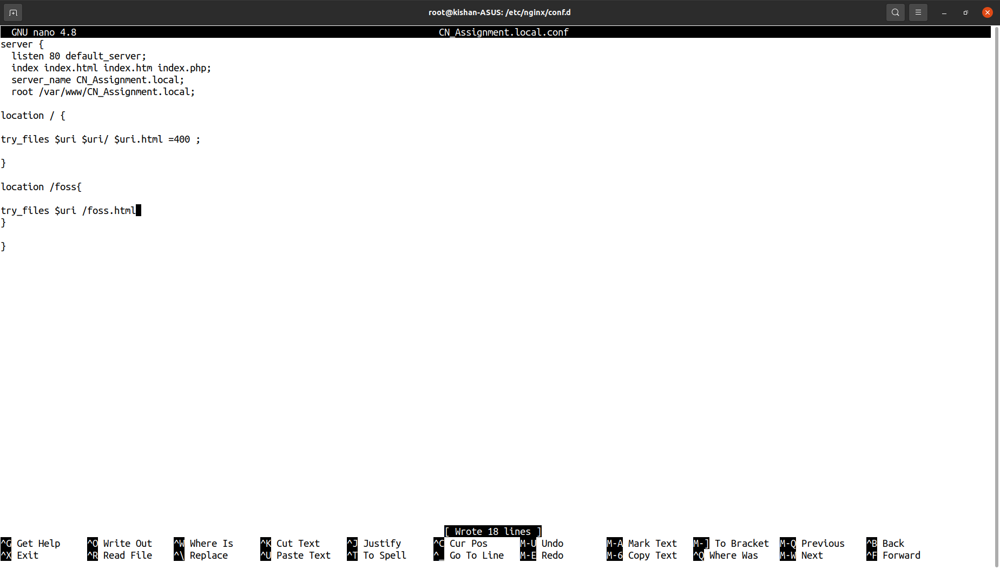 root@kishan-ASUS: /etc/nginx/conf.d
GNU nano 4.8 CN_Assignment.local.conf
server {
  listen 80 default_server;
  index index.html index.htm index.php;
  server_name CN_Assignment.local;
  root /var/www/CN_Assignment.local;
location / {
try_files $uri $uri/ $uri.html =400 ;
}
location /foss{
try_files $uri /foss.html
}
}
[ Wrote 18 lines ]
^G Get Help ^O Write Out ^W Where Is ^K Cut Text ^J Justify ^C Cur Pos M-U Undo M-A Mark Text M-] To Bracket M-Q Previous ^B Back
^X Exit ^R Read File ^\ Replace ^U Paste Text ^T To Spell ^_ Go To Line M-E Redo M-6 Copy Text ^Q Where Was M-W Next ^F Forward